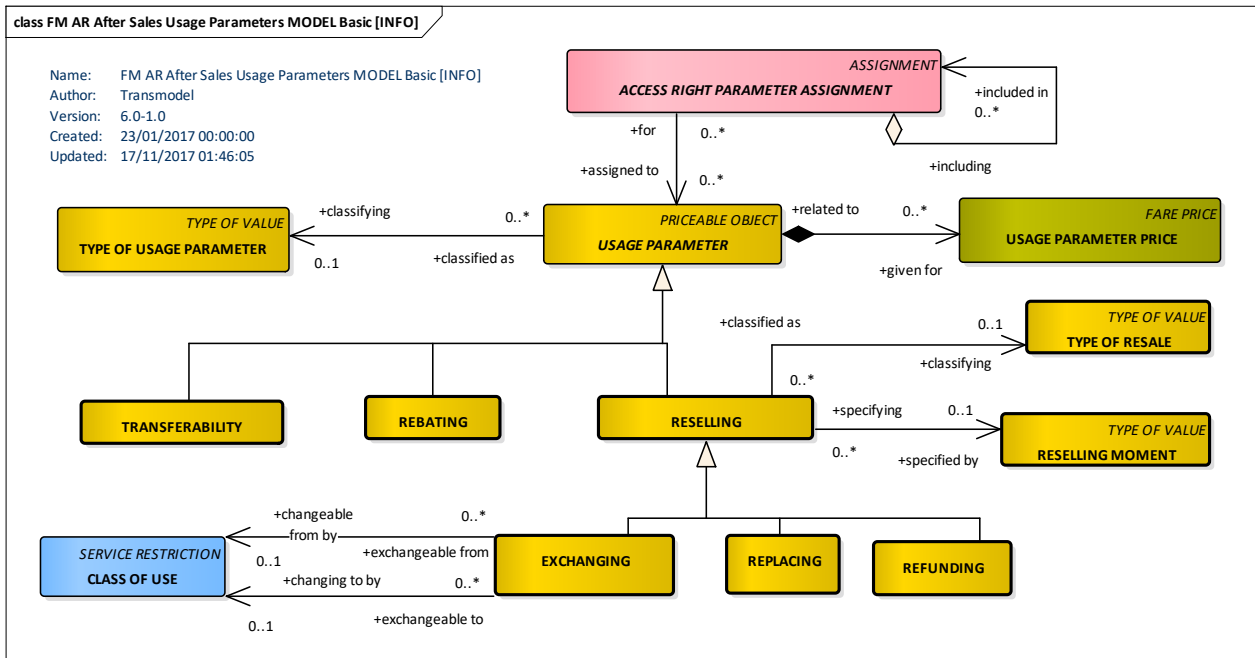 class FM AR After Sales Usage Parameters MODEL Basic [INFO]
Name: FM AR After Sales Usage Parameters MODEL Basic [INFO]
Author: Transmodel
Version: 6.0-1.0
Created: 23/01/2017 00:00:00
Updated: 17/11/2017 01:46:05
ASSIGNMENT
ACCESS RIGHT PARAMETER ASSIGNMENT
+included in
0..*
+including
+for
0..*
+assigned to
0..*
TYPE OF VALUE
TYPE OF USAGE PARAMETER
+classifying
0..*
0..1
+classified as
PRICEABLE OBJECT
USAGE PARAMETER
+related to
0..*
+given for
FARE PRICE
USAGE PARAMETER PRICE
+classified as
0..1
0..*
+classifying
TYPE OF VALUE
TYPE OF RESALE
TRANSFERABILITY
REBATING
RESELLING
+specifying
0..1
0..*
+specified by
TYPE OF VALUE
RESELLING MOMENT
+changeable
from by
0..*
0..1
+exchangeable from
+changing to by
0..*
0..1
+exchangeable to
SERVICE RESTRICTION
CLASS OF USE
EXCHANGING
REPLACING
REFUNDING